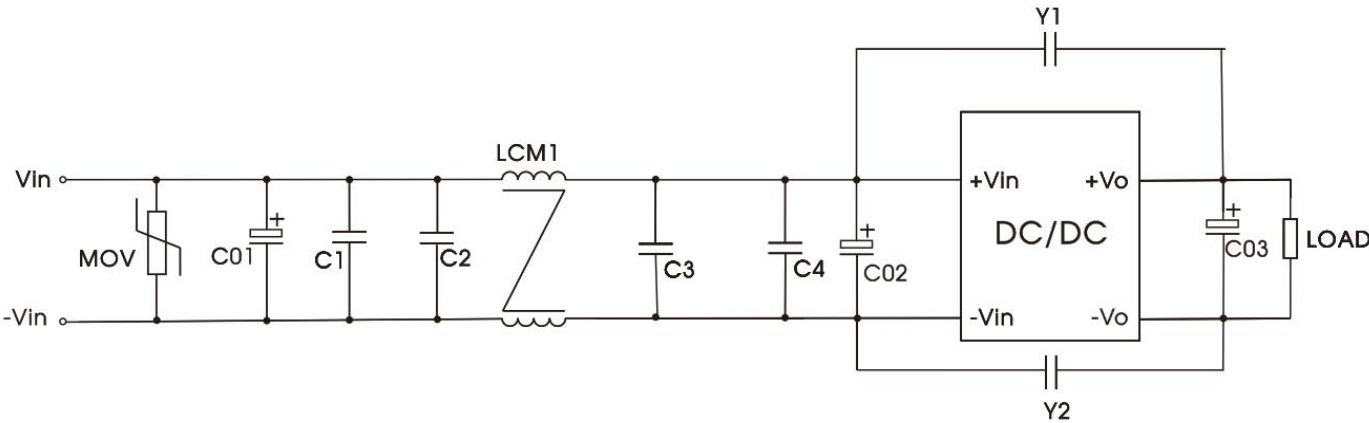 Y1
LCM1
Vin
+Vin
+Vo
+
+
+
MOV
C01
C1
C2
C3
C4
C02
DC/DC
C03
LOAD
-Vin
-Vin
-Vo
Y2